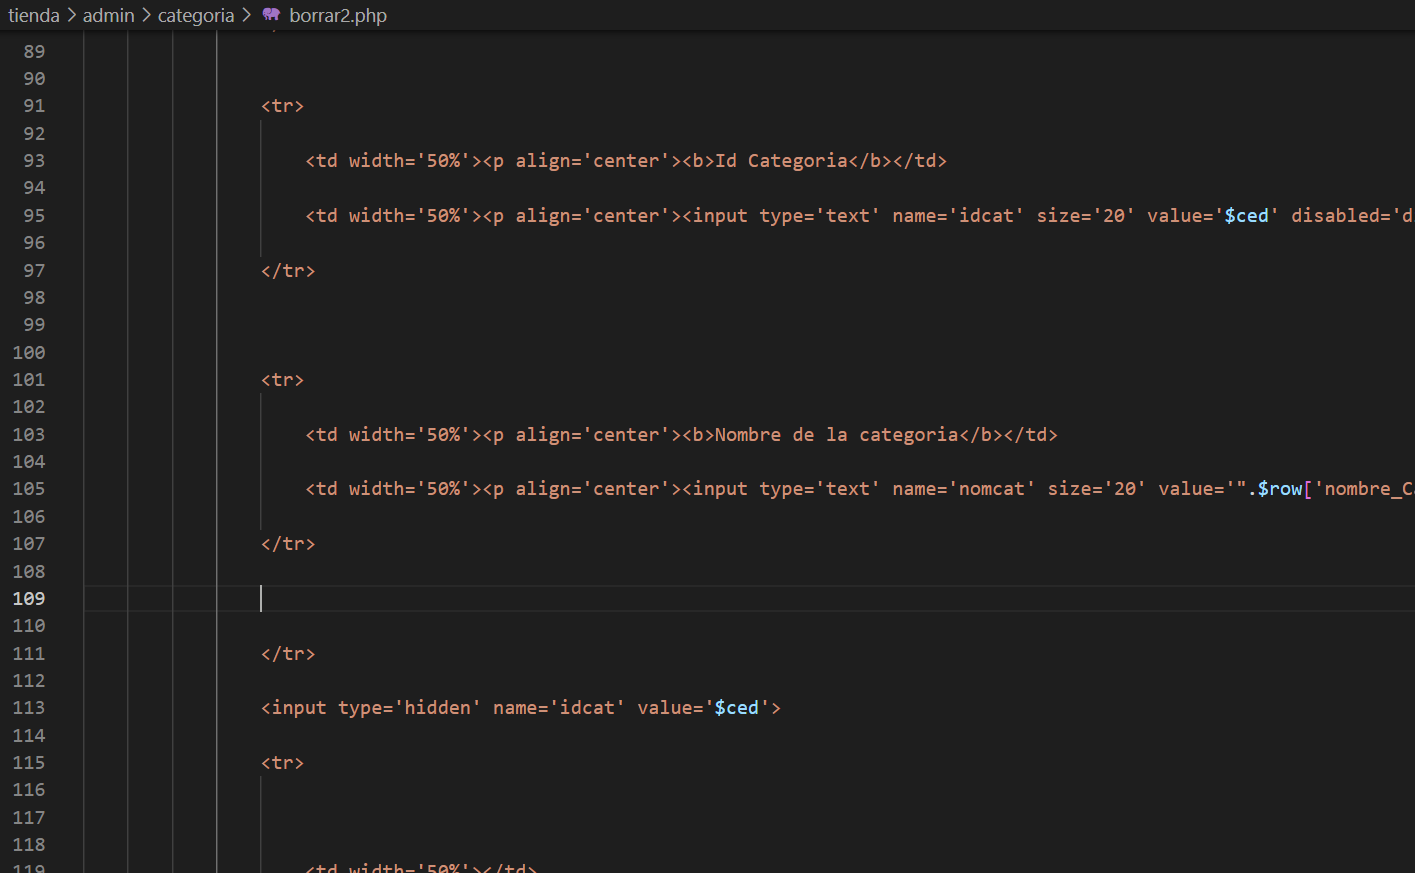 tienda > admin > categoria > borrar2.php
89
90
91 <tr>
92
93 <td width='50%'><p align='center'><b>Id Categoria</b></td>
94
95 <td width='50%'><p align='center'><input type='text' name='idcat' size='20' value='$ced' disabled='d
96
97 </tr>
98
99
100
101 <tr>
102
103 <td width='50%'><p align='center'><b>Nombre de la categoria</b></td>
104
105 <td width='50%'><p align='center'><input type='text' name='nomcat' size='20' value='".$row['nombre_C
106
107 </tr>
108
109
110
111 </tr>
112
113 <input type='hidden' name='idcat' value='$ced'>
114
115 <tr>
116
117
118
119 <td width='50%'></td>